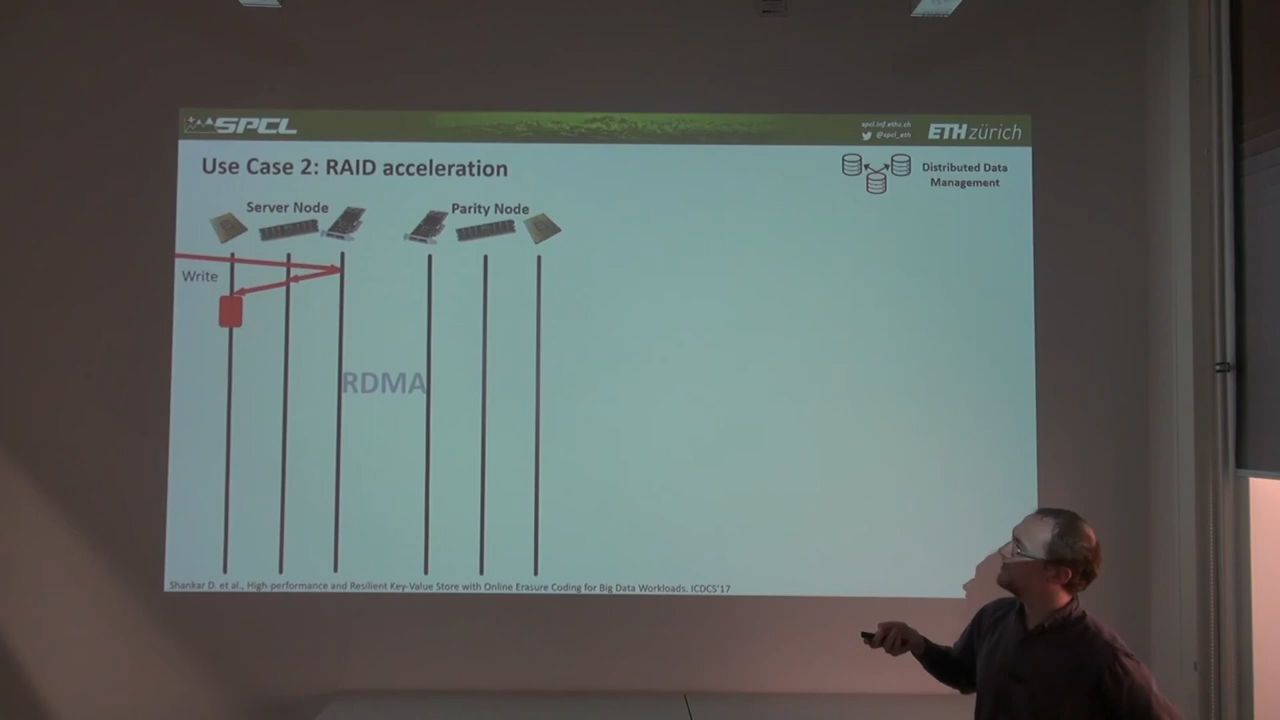 SPCL
spcl.inf.ethz.ch
@spcl_eth
ETH zürich
Use Case 2: RAID acceleration
Distributed Data
Management
Server Node
Parity Node
Write
RDMA
Shankar D. et al., High-performance and Resilient Key-Value Store with Online Erasure Coding for Big Data Workloads. ICDCS'17